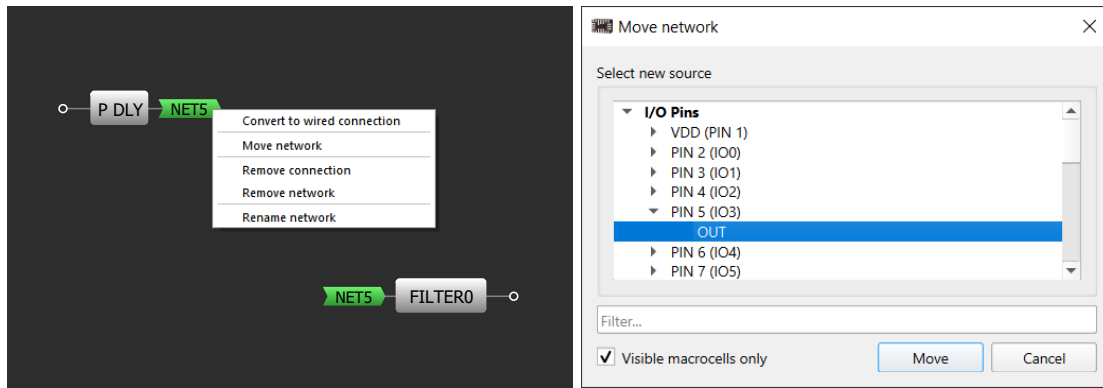 P DLY NET5
Convert to wired connection
Move network
Remove connection
Remove network
Rename network
NET5 FILTER0
Move network
Select new source
I/O Pins
VDD (PIN 1)
PIN 2 (IO0)
PIN 3 (IO1)
PIN 4 (IO2)
PIN 5 (IO3)
OUT
PIN 6 (IO4)
PIN 7 (IO5)
Filter...
Visible macrocells only Move Cancel